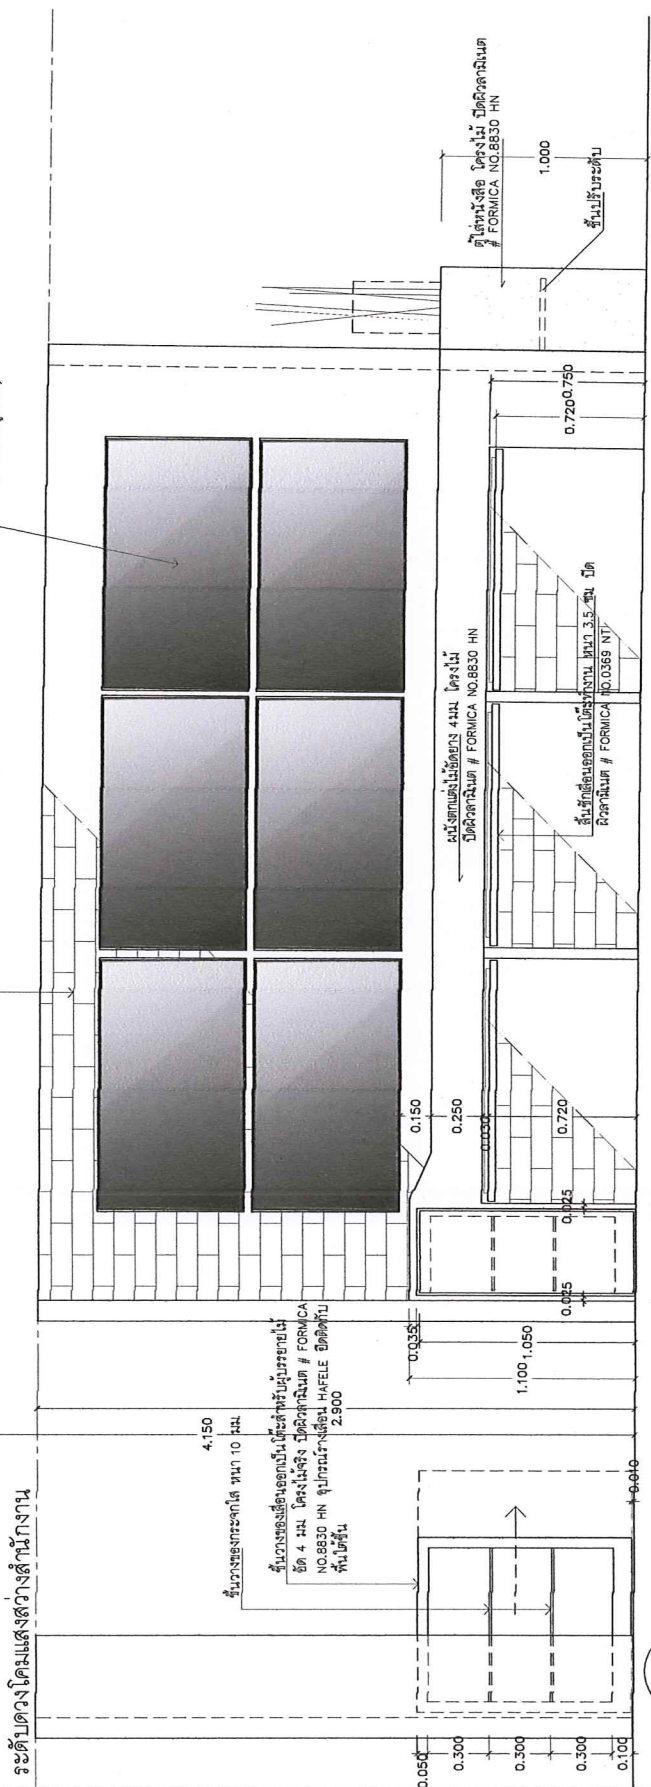 ระดับดวงโคมแสงสว่างสำนักงาน
4.150
2.900
ชั้นวางของกระจกใส หนา 10 มม.
ชั้นวางของเลื่อนออกเป็นโต๊ะสำหรับผู้บรรยายไม้
อัด 4 มม โครงไม้จริง ปิดผิวลามิเนต # FORMICA
NO.8830 HN อุปกรณ์รางเลื่อน HAFELE ยึดติดกับ
พื้นใต้ชั้น
0.050
0.300
0.300
0.300
0.100
0.010
0.035
1.100
1.050
0.025
0.025
0.150
0.250
0.030
0.720
ผนังตกแต่งไม้อัดยาง 4มม. โครงไม้
ปิดผิวลามิเนต # FORMICA NO.8830 HN
ลิ้นชักเลื่อนออกเป็นโต๊ะทำงาน หนา 3.5 ซม. ปิด
ผิวลามิเนต # FORMICA NO.0369 NT
0.720
0.750
ตู้ใส่หนังสือ โครงไม้ ปิดผิวลามิเนต
# FORMICA NO.8830 HN
ชั้นปรับระดับ
1.000